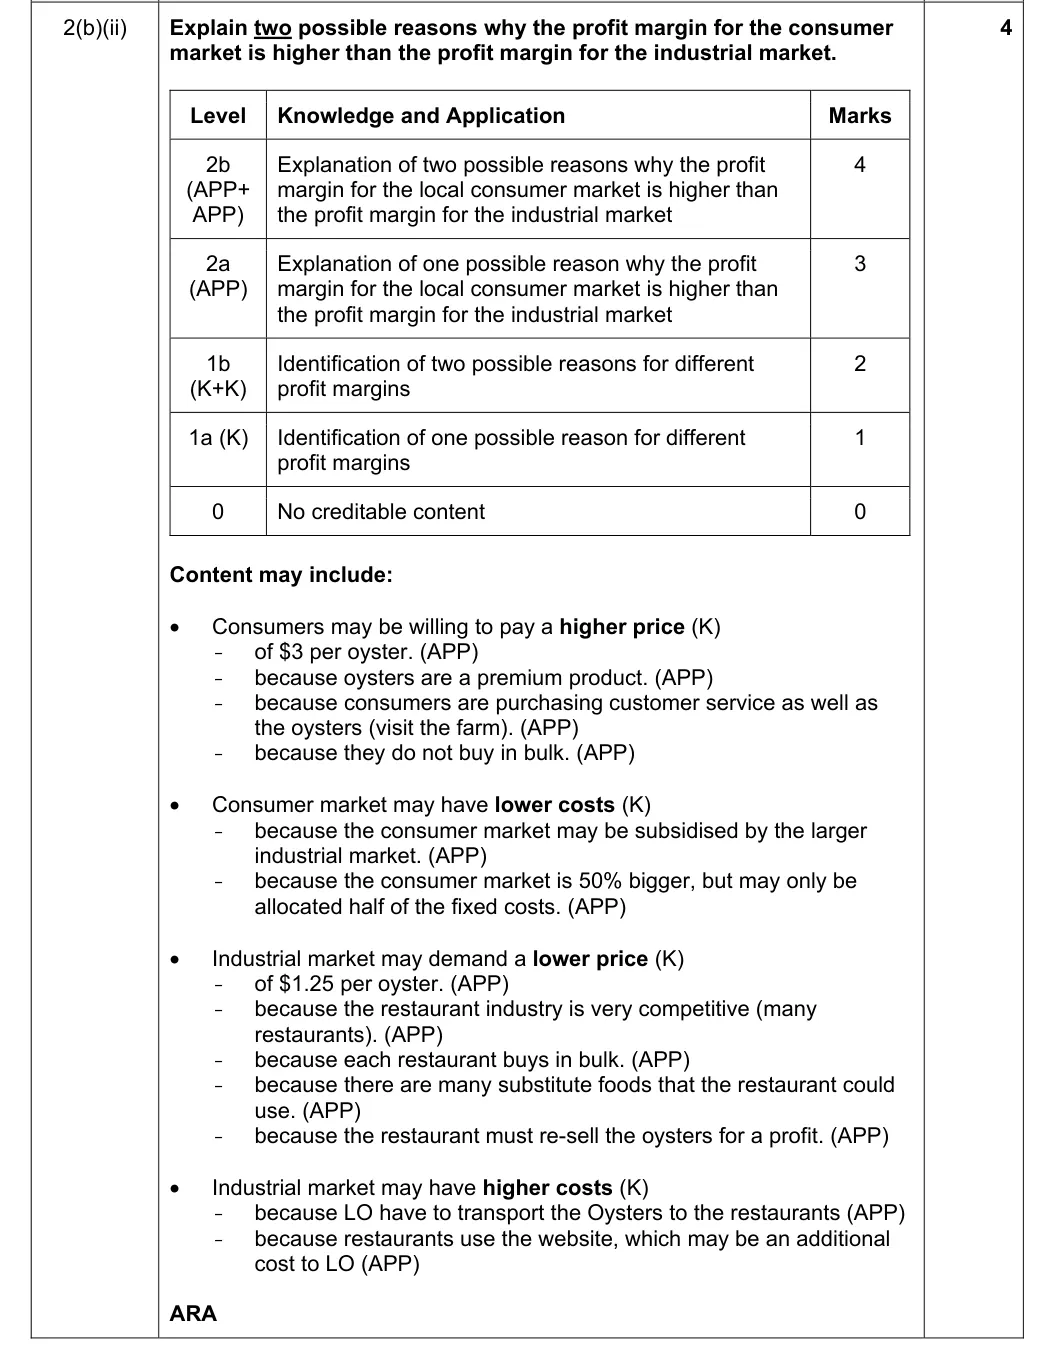 2(b)(ii) Explain two possible reasons why the profit margin for the consumer 4
market is higher than the profit margin for the industrial market.
Level Knowledge and Application Marks
2b Explanation of two possible reasons why the profit 4
(APP+ margin for the local consumer market is higher than
APP) the profit margin for the industrial market
2a Explanation of one possible reason why the profit 3
(APP) margin for the local consumer market is higher than
the profit margin for the industrial market
1b Identification of two possible reasons for different 2
(K+K) profit margins
1a (K) Identification of one possible reason for different 1
profit margins
0 No creditable content 0
Content may include:
• Consumers may be willing to pay a higher price (K)
- of $3 per oyster. (APP)
- because oysters are a premium product. (APP)
- because consumers are purchasing customer service as well as
the oysters (visit the farm). (APP)
- because they do not buy in bulk. (APP)
• Consumer market may have lower costs (K)
- because the consumer market may be subsidised by the larger
industrial market. (APP)
- because the consumer market is 50% bigger, but may only be
allocated half of the fixed costs. (APP)
• Industrial market may demand a lower price (K)
- of $1.25 per oyster. (APP)
- because the restaurant industry is very competitive (many
restaurants). (APP)
- because each restaurant buys in bulk. (APP)
- because there are many substitute foods that the restaurant could
use. (APP)
- because the restaurant must re-sell the oysters for a profit. (APP)
• Industrial market may have higher costs (K)
- because LO have to transport the Oysters to the restaurants (APP)
- because restaurants use the website, which may be an additional
cost to LO (APP)
ARA